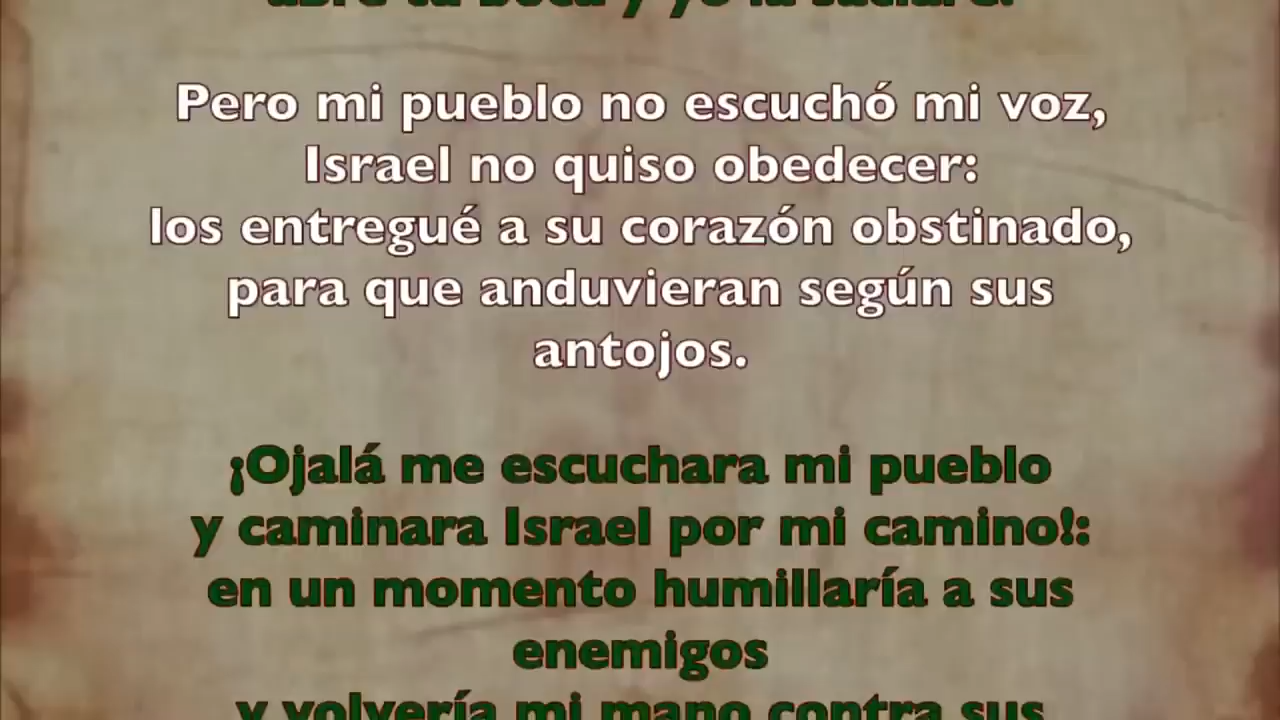 abre tu boca y yo la saciaré.
Pero mi pueblo no escuchó mi voz,
Israel no quiso obedecer:
los entregué a su corazón obstinado,
para que anduvieran según sus
antojos.
¡Ojalá me escuchara mi pueblo
y caminara Israel por mi camino!:
en un momento humillaría a sus
enemigos
y volvería mi mano contra sus